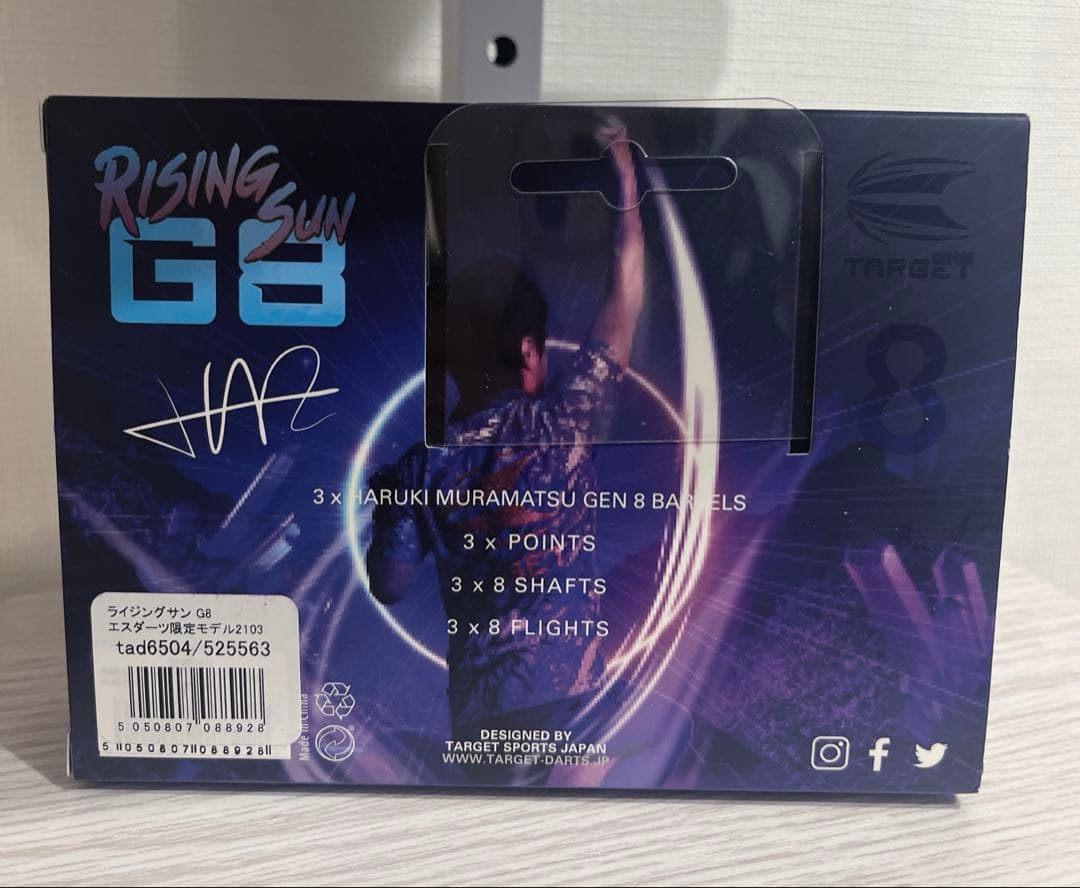 RISING
SUN
G8
TARGET
8
3 x HARUKI MURAMATSU GEN 8 BARRELS
3 x POINTS
3 x 8 SHAFTS
3 x 8 FLIGHTS
ライジングサン G8
エスダーツ限定モデル2103
tad6504/525563
5 050807 088928
5 050807 088928
Made in China
DESIGNED BY
TARGET SPORTS JAPAN
WWW.TARGET-DARTS.JP